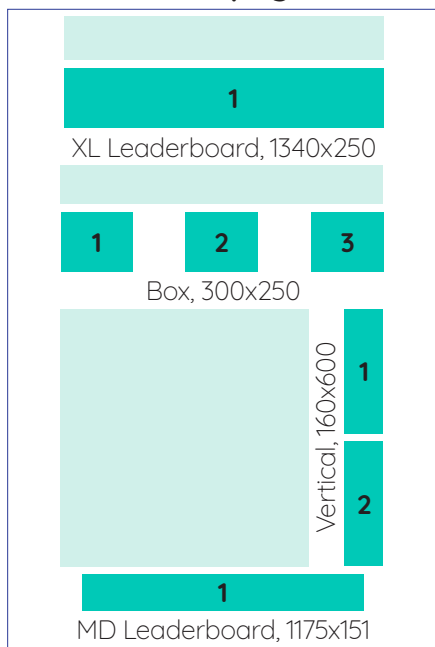 1
XL Leaderboard, 1340x250
1 2 3
Box, 300x250
Vertical, 160x600
1
2
1
MD Leaderboard, 1175x151